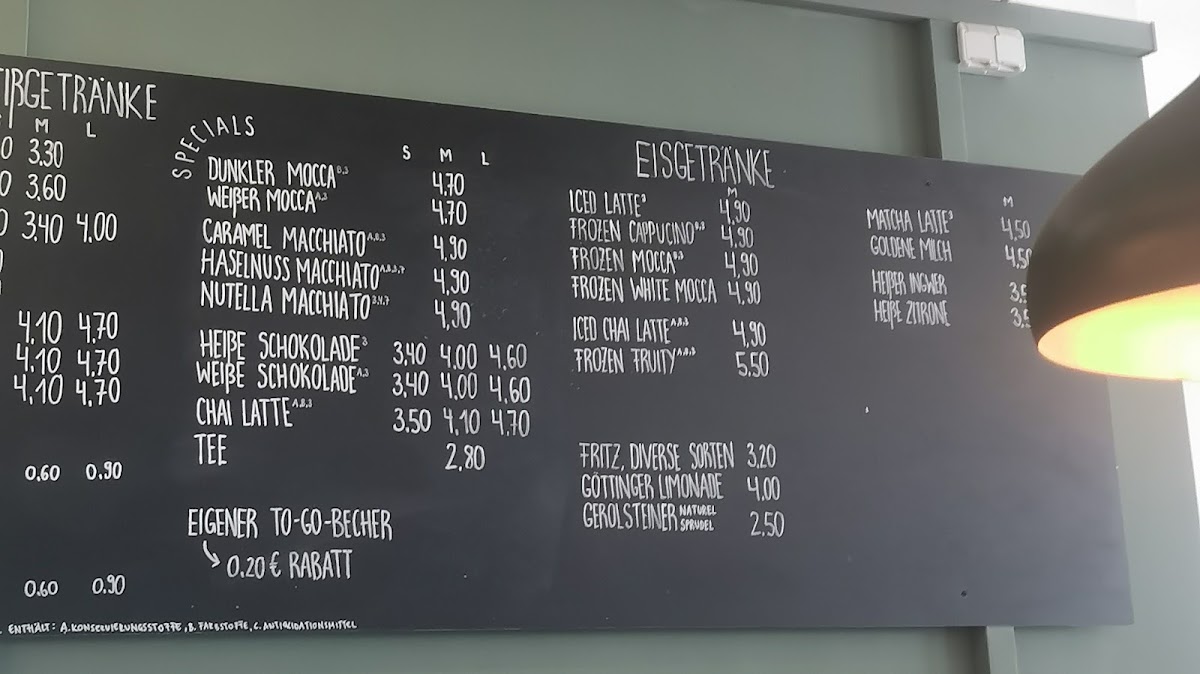 M L
3.30
3.60
3.40 4.00
4.10 4.70
4.10 4.70
4.10 4.70
0.60 0.90
0.60 0.90
SPECIALS
S M L
DUNKLER MOCCA 4.70
WEIßER MOCCA 4.70
CARAMEL MACCHIATO 4.90
HASELNUSS MACCHIATO 4.90
NUTELLA MACCHIATO 4.90
HEIßE SCHOKOLADE 3.40 4.00 4.60
WEIßE SCHOKOLADE 3.40 4.00 4.60
CHAI LATTE 3.50 4.10 4.70
TEE 2.80
EIGENER TO-GO-BECHER
0.20 € RABATT
ENTHÄLT: A. KONSERVIERUNGSSTOFFE, B. FARBSTOFFE, C. ANTIOXIDATIONSMITTEL
EISGETRÄNKE
M
ICED LATTE 4.90
FROZEN CAPPUCINO 4.90
FROZEN MOCCA 4.90
FROZEN WHITE MOCCA 4.90
ICED CHAI LATTE 4.90
FROZEN FRUITY 5.50
FRITZ, DIVERSE SORTEN 3.20
GÖTTINGER LIMONADE 4.00
GEROLSTEINER NATUREL SPRUDEL 2.50
M
MATCHA LATTE 4.50
GOLDENE MILCH 4.50
HEIßER INGWER
HEIßE ZITRONE